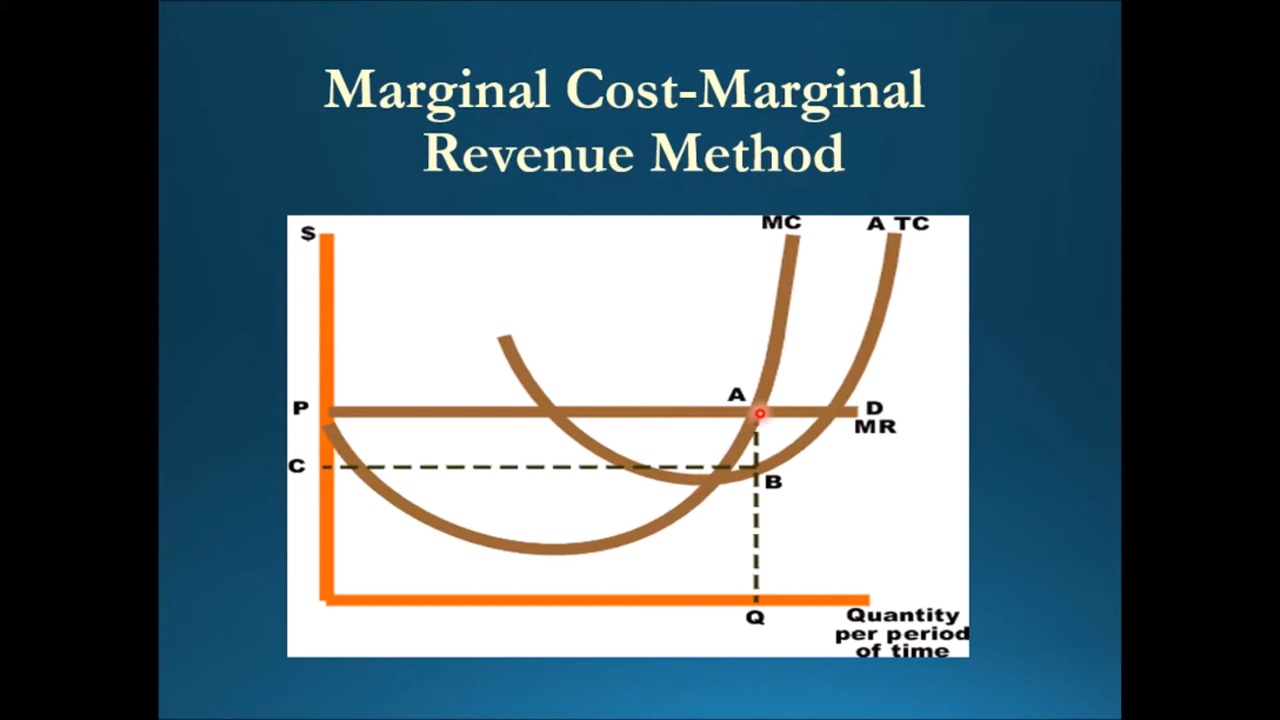 Marginal Cost-Marginal
Revenue Method
$
MC
A TC
A
P
D
MR
C
B
Q
Quantity
per period
of time